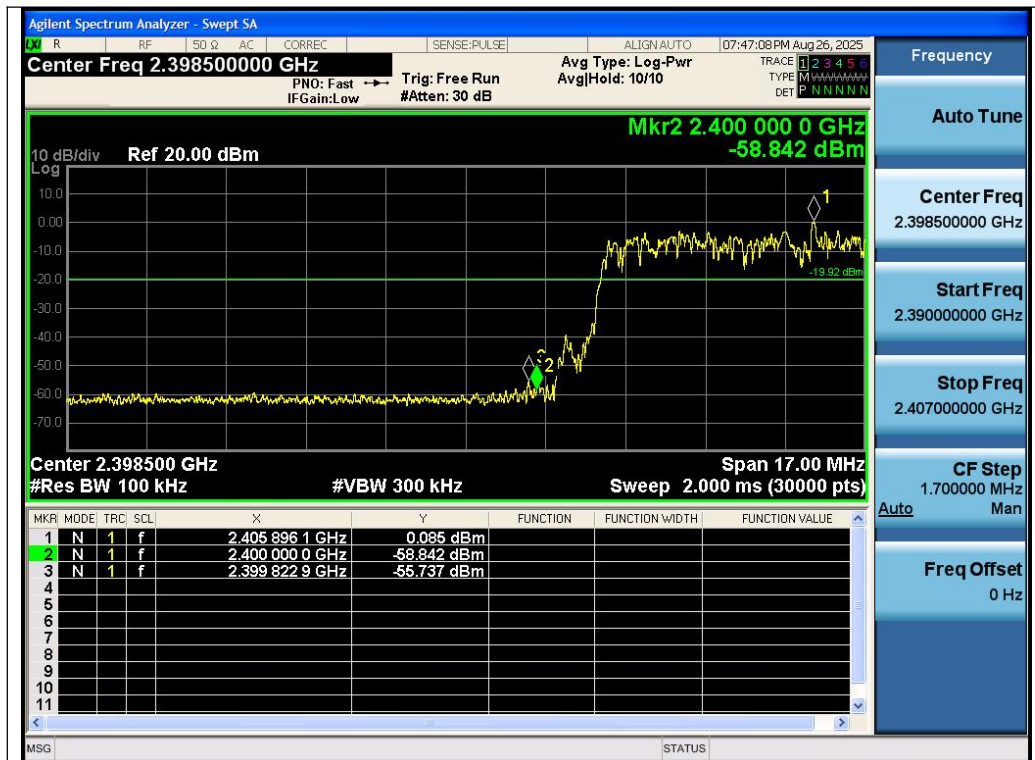 Agilent Spectrum Analyzer - Swept SA
LXI R RF 50 Ω AC CORREC SENSE:PULSE ALIGN AUTO 07:47:08 PM Aug 26, 2025
Center Freq 2.398500000 GHz
PNO: Fast
IFGain:Low
Trig: Free Run
#Atten: 30 dB
Avg Type: Log-Pwr
Avg|Hold: 10/10
TRACE 1 2 3 4 5 6
TYPE M WWWWW
DET P N N N N N
Mkr2 2.400 000 0 GHz
-58.842 dBm
10 dB/div Ref 20.00 dBm
Log
10.0
0.00
-10.0
-20.0
-30.0
-40.0
-50.0
-60.0
-70.0
1
-19.92 dBm
3
2
Center 2.398500 GHz Span 17.00 MHz
#Res BW 100 kHz #VBW 300 kHz Sweep 2.000 ms (30000 pts)
MKR MODE TRC SCL X Y FUNCTION FUNCTION WIDTH FUNCTION VALUE
1 N 1 f 2.405 896 1 GHz 0.085 dBm
2 N 1 f 2.400 000 0 GHz -58.842 dBm
3 N 1 f 2.399 822 9 GHz -55.737 dBm
4
5
6
7
8
9
10
11
MSG STATUS
Frequency
Auto Tune
Center Freq
2.398500000 GHz
Start Freq
2.390000000 GHz
Stop Freq
2.407000000 GHz
CF Step
1.700000 MHz
Auto Man
Freq Offset
0 Hz